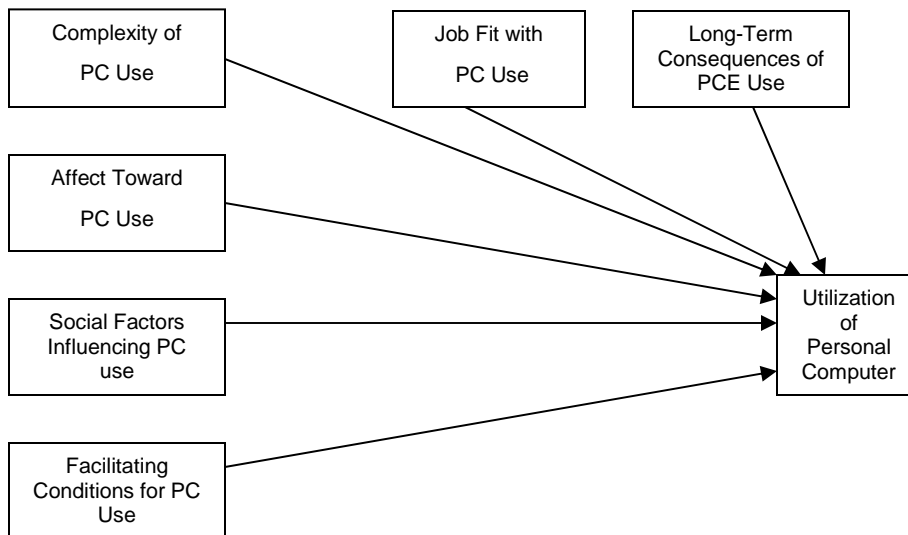 Complexity of
PC Use
Job Fit with
PC Use
Long-Term
Consequences of
PCE Use
Affect Toward
PC Use
Social Factors
Influencing PC
use
Utilization
of
Personal
Computer
Facilitating
Conditions for PC
Use